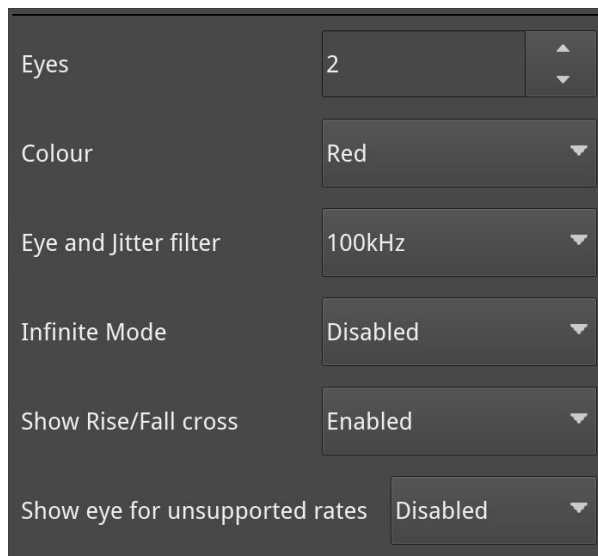 Eyes 2
Colour Red
Eye and Jitter filter 100kHz
Infinite Mode Disabled
Show Rise/Fall cross Enabled
Show eye for unsupported rates Disabled